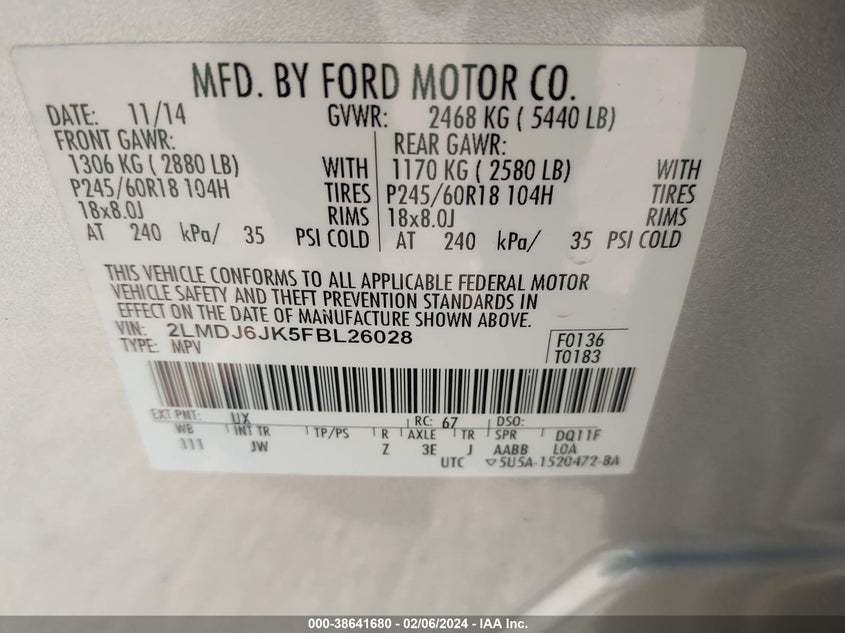 MFD. BY FORD MOTOR CO.
DATE: 11/14 GVWR: 2468 KG ( 5440 LB)
FRONT GAWR: REAR GAWR:
1306 KG ( 2880 LB) WITH 1170 KG ( 2580 LB) WITH
P245/60R18 104H TIRES P245/60R18 104H TIRES
18x8.0J RIMS 18x8.0J RIMS
AT 240 kPa/ 35 PSI COLD AT 240 kPa/ 35 PSI COLD
THIS VEHICLE CONFORMS TO ALL APPLICABLE FEDERAL MOTOR
VEHICLE SAFETY AND THEFT PREVENTION STANDARDS IN
EFFECT ON THE DATE OF MANUFACTURE SHOWN ABOVE.
VIN: 2LMDJ6JK5FBL26028 F0136
TYPE: MPV T0183
EXT PNT: UX RC: 67 DSO:
WB INT TR TP/PS R AXLE TR SPR DQ11F
111 JW Z 3E J AABB LOA
UTC ▽5U5A-1520472-BA
000-38641680 - 02/06/2024 - IAA Inc.